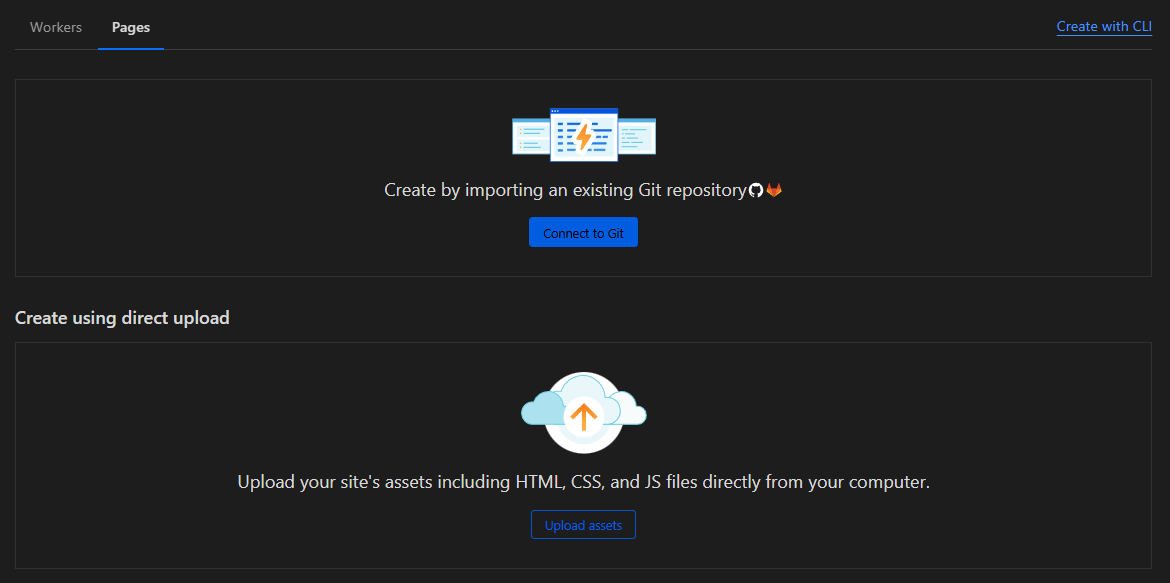 Workers
Pages
Create with CLI
Create by importing an existing Git repository
Connect to Git
Create using direct upload
Upload your site's assets including HTML, CSS, and JS files directly from your computer.
Upload assets